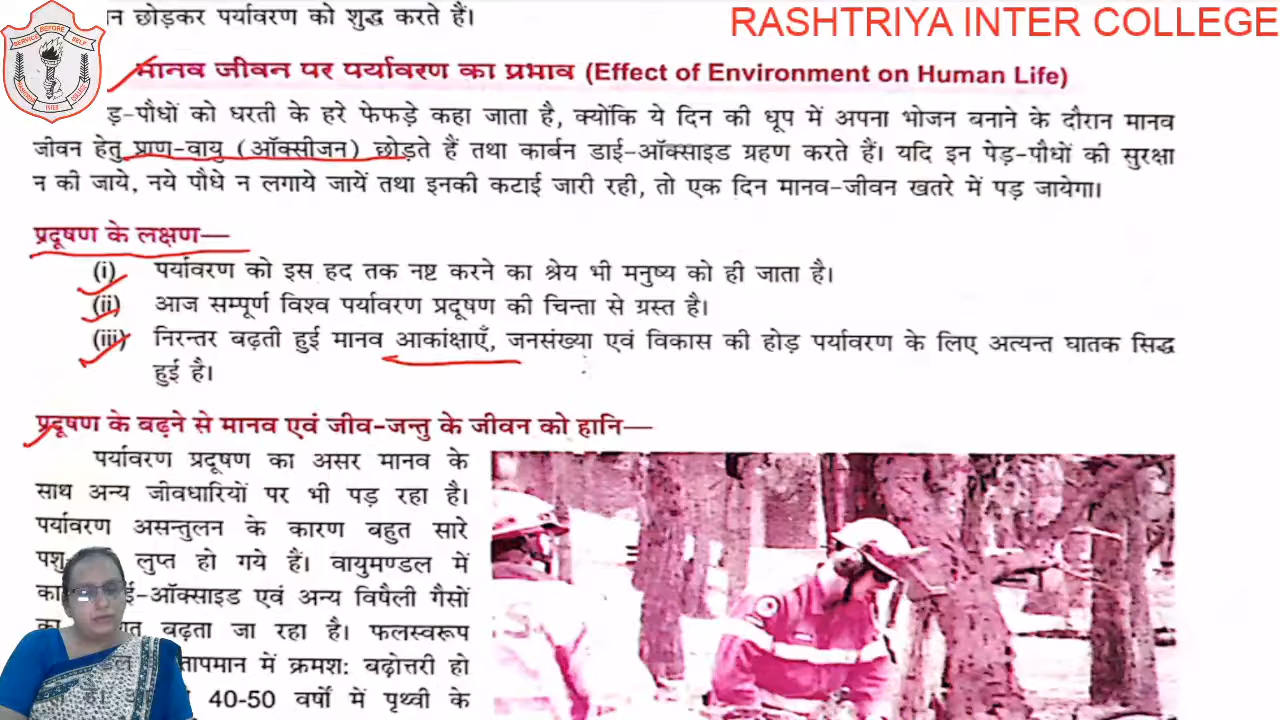 RASHTRIYA INTER COLLEGE
SERVICE BEFORE SELF
न छोड़कर पर्यावरण को शुद्ध करते हैं।
मानव जीवन पर पर्यावरण का प्रभाव (Effect of Environment on Human Life)
ड़-पौधों को धरती के हरे फेफड़े कहा जाता है, क्योंकि ये दिन की धूप में अपना भोजन बनाने के दौरान मानव
जीवन हेतु प्राण-वायु (ऑक्सीजन) छोड़ते हैं तथा कार्बन डाई-ऑक्साइड ग्रहण करते हैं। यदि इन पेड़-पौधों की सुरक्षा
न की जाये, नये पौधे न लगाये जायें तथा इनकी कटाई जारी रही, तो एक दिन मानव-जीवन खतरे में पड़ जायेगा।
प्रदूषण के लक्षण—
(i) पर्यावरण को इस हद तक नष्ट करने का श्रेय भी मनुष्य को ही जाता है।
(ii) आज सम्पूर्ण विश्व पर्यावरण प्रदूषण की चिन्ता से ग्रस्त है।
(iii) निरन्तर बढ़ती हुई मानव आकांक्षाएँ, जनसंख्या एवं विकास की होड़ पर्यावरण के लिए अत्यन्त घातक सिद्ध
हुई है।
प्रदूषण के बढ़ने से मानव एवं जीव-जन्तु के जीवन को हानि—
पर्यावरण प्रदूषण का असर मानव के
साथ अन्य जीवधारियों पर भी पड़ रहा है।
पर्यावरण असन्तुलन के कारण बहुत सारे
पशु लुप्त हो गये हैं। वायुमण्डल में
ई-ऑक्साइड एवं अन्य विषैली गैसों
बढ़ता जा रहा है। फलस्वरूप
तापमान में क्रमश: बढ़ोत्तरी हो
40-50 वर्षों में पृथ्वी के